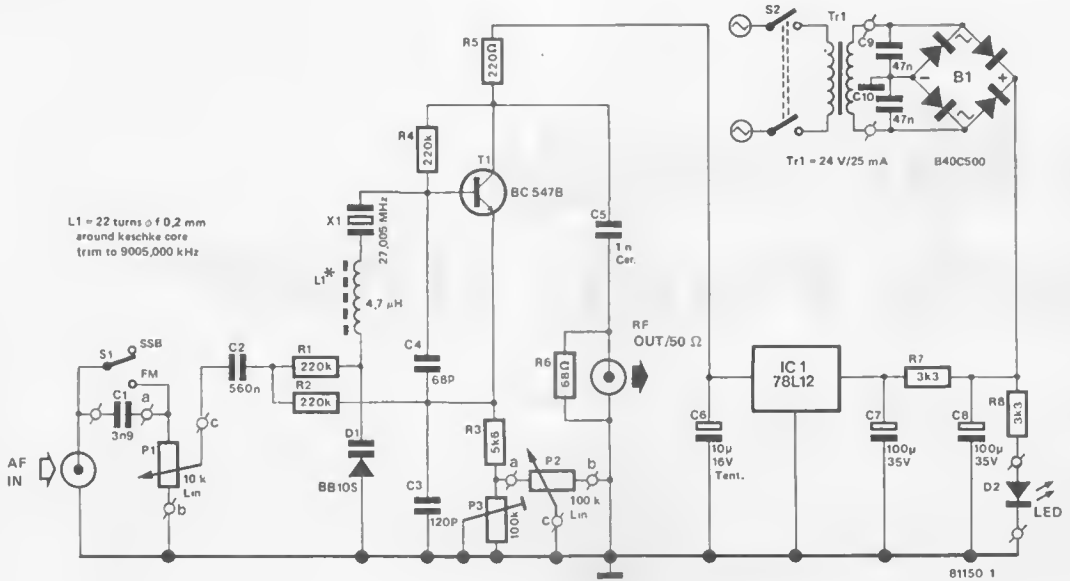 S2
Tr1
C9
47n
C10
47n
B1
−
+
Tr1 = 24 V/25 mA
B40C500
R5
220Ω
R4
220k
T1
BC 547B
X1
27,005 MHz
L1 = 22 turns of 0,2 mm
around kaschke core
trim to 9005,000 kHz
L1*
4,7 µH
C5
1n
Cer.
S1
SSB
FM
C1
a
3n9
C2
560n
R1
220k
R2
220k
C4
68p
RF
OUT/50 Ω
R6
68Ω
IC 1
78L12
R7
3k3
R8
3k3
AF
IN
P1
10 k
Lin
b
c
D1
BB105
R3
5k6
C3
120p
a
P2
b
100 k
Lin
c
P3
100k
C6
10µ
16V
Tent.
C7
100µ
35V
C8
100µ
35V
D2
LED
81150 1